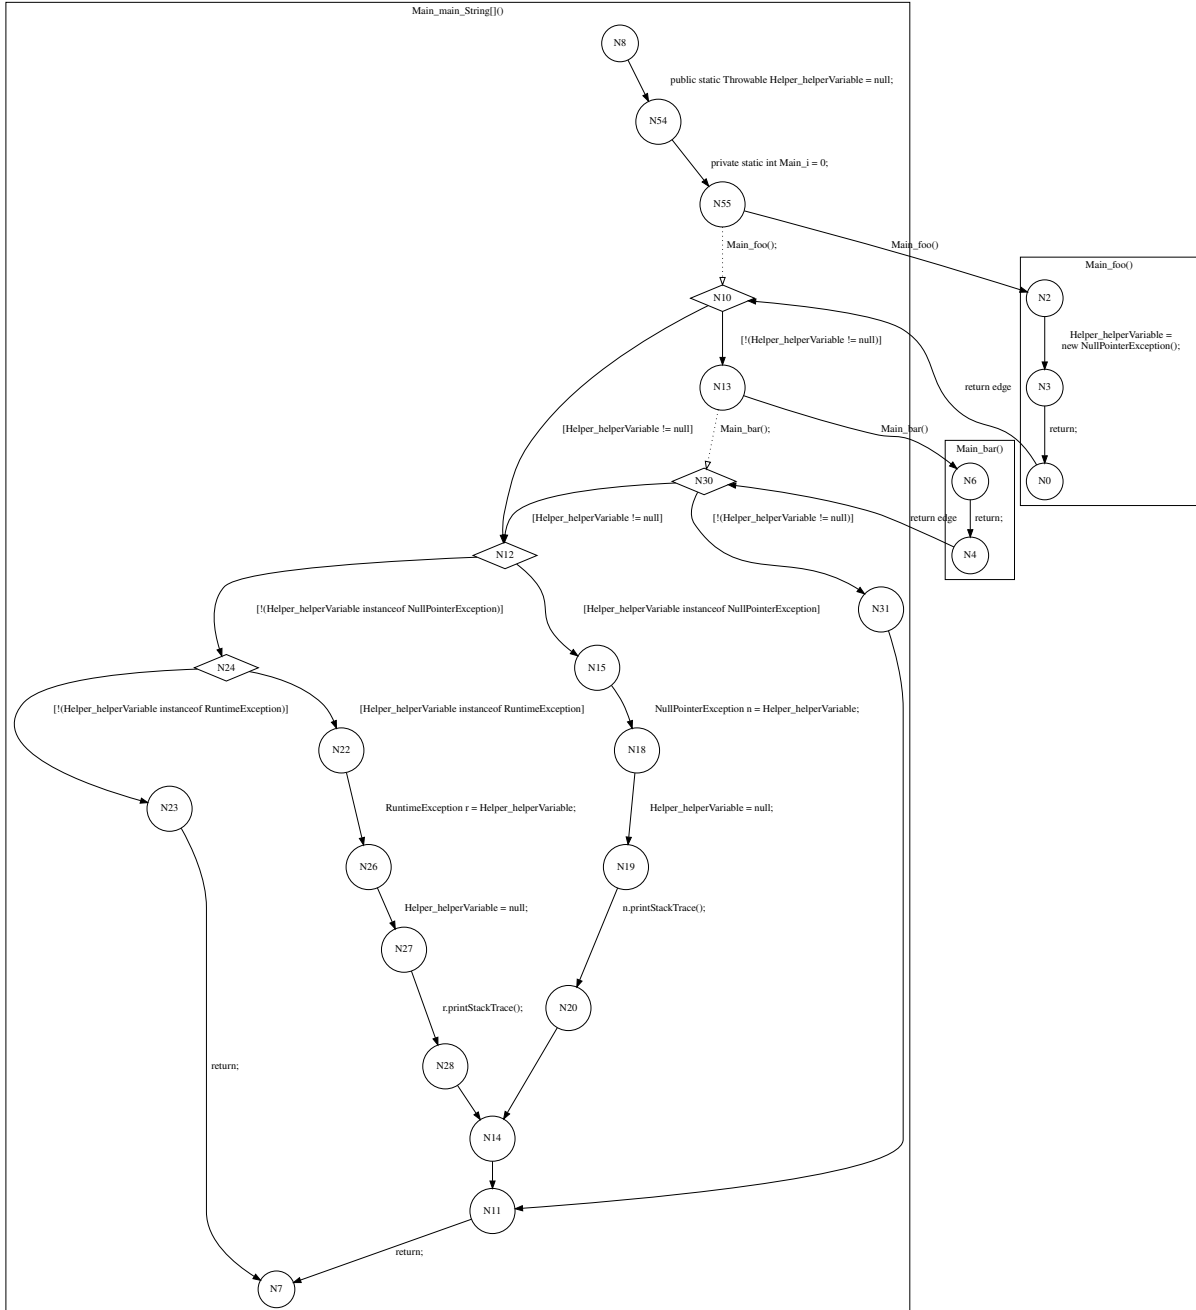 Main_main_String[]()
N8
public static Throwable Helper_helperVariable = null;
N54
private static int Main_i = 0;
N55
Main_foo();
Main_foo()
Main_foo()
N10
N2
[!(Helper_helperVariable != null)]
Helper_helperVariable =
new NullPointerException();
N13
return edge
N3
[Helper_helperVariable != null]
Main_bar();
Main_bar()
return;
Main_bar()
N30
N6
N0
[Helper_helperVariable != null]
[!(Helper_helperVariable != null)]
return edge
return;
N12
N4
[!(Helper_helperVariable instanceof NullPointerException)]
[Helper_helperVariable instanceof NullPointerException]
N31
N24
N15
[!(Helper_helperVariable instanceof RuntimeException)]
[Helper_helperVariable instanceof RuntimeException]
NullPointerException n = Helper_helperVariable;
N22
N18
N23
RuntimeException r = Helper_helperVariable;
Helper_helperVariable = null;
N26
N19
Helper_helperVariable = null;
n.printStackTrace();
N27
r.printStackTrace();
N20
return;
N28
N14
N11
return;
N7